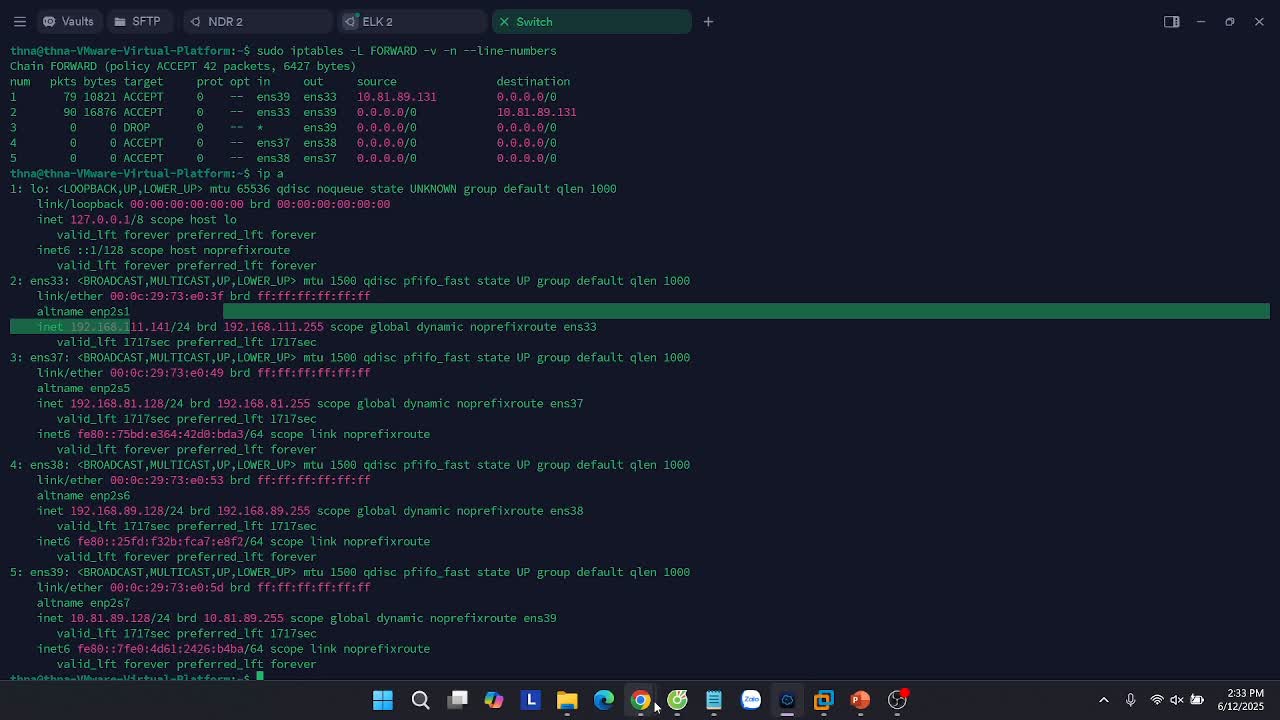 Vaults SFTP NDR 2 ELK 2 Switch
thna@thna-VMware-Virtual-Platform:~$ sudo iptables -L FORWARD -v -n --line-numbers
Chain FORWARD (policy ACCEPT 42 packets, 6427 bytes)
num   pkts bytes target     prot opt in     out     source               destination
1       79 10821 ACCEPT     0    --  ens39  ens33   10.81.89.131         0.0.0.0/0
2       90 16876 ACCEPT     0    --  ens33  ens39   0.0.0.0/0            10.81.89.131
3        0     0 DROP       0    --  *      ens39   0.0.0.0/0            0.0.0.0/0
4        0     0 ACCEPT     0    --  ens37  ens38   0.0.0.0/0            0.0.0.0/0
5        0     0 ACCEPT     0    --  ens38  ens37   0.0.0.0/0            0.0.0.0/0
thna@thna-VMware-Virtual-Platform:~$ ip a
1: lo: <LOOPBACK,UP,LOWER_UP> mtu 65536 qdisc noqueue state UNKNOWN group default qlen 1000
    link/loopback 00:00:00:00:00:00 brd 00:00:00:00:00:00
    inet 127.0.0.1/8 scope host lo
       valid_lft forever preferred_lft forever
    inet6 ::1/128 scope host noprefixroute
       valid_lft forever preferred_lft forever
2: ens33: <BROADCAST,MULTICAST,UP,LOWER_UP> mtu 1500 qdisc pfifo_fast state UP group default qlen 1000
    link/ether 00:0c:29:73:e0:3f brd ff:ff:ff:ff:ff:ff
    altname enp2s1
    inet 192.168.111.141/24 brd 192.168.111.255 scope global dynamic noprefixroute ens33
       valid_lft 1717sec preferred_lft 1717sec
3: ens37: <BROADCAST,MULTICAST,UP,LOWER_UP> mtu 1500 qdisc pfifo_fast state UP group default qlen 1000
    link/ether 00:0c:29:73:e0:49 brd ff:ff:ff:ff:ff:ff
    altname enp2s5
    inet 192.168.81.128/24 brd 192.168.81.255 scope global dynamic noprefixroute ens37
       valid_lft 1717sec preferred_lft 1717sec
    inet6 fe80::75bd:e364:42d0:bda3/64 scope link noprefixroute
       valid_lft forever preferred_lft forever
4: ens38: <BROADCAST,MULTICAST,UP,LOWER_UP> mtu 1500 qdisc pfifo_fast state UP group default qlen 1000
    link/ether 00:0c:29:73:e0:53 brd ff:ff:ff:ff:ff:ff
    altname enp2s6
    inet 192.168.89.128/24 brd 192.168.89.255 scope global dynamic noprefixroute ens38
       valid_lft 1717sec preferred_lft 1717sec
    inet6 fe80::25fd:f32b:fca7:e8f2/64 scope link noprefixroute
       valid_lft forever preferred_lft forever
5: ens39: <BROADCAST,MULTICAST,UP,LOWER_UP> mtu 1500 qdisc pfifo_fast state UP group default qlen 1000
    link/ether 00:0c:29:73:e0:5d brd ff:ff:ff:ff:ff:ff
    altname enp2s7
    inet 10.81.89.128/24 brd 10.81.89.255 scope global dynamic noprefixroute ens39
       valid_lft 1717sec preferred_lft 1717sec
    inet6 fe80::7fe0:4d61:2426:b4ba/64 scope link noprefixroute
       valid_lft forever preferred_lft forever
thna@thna-VMware-Virtual-Platform:~$
L Zalo P 2:33 PM
6/12/2025